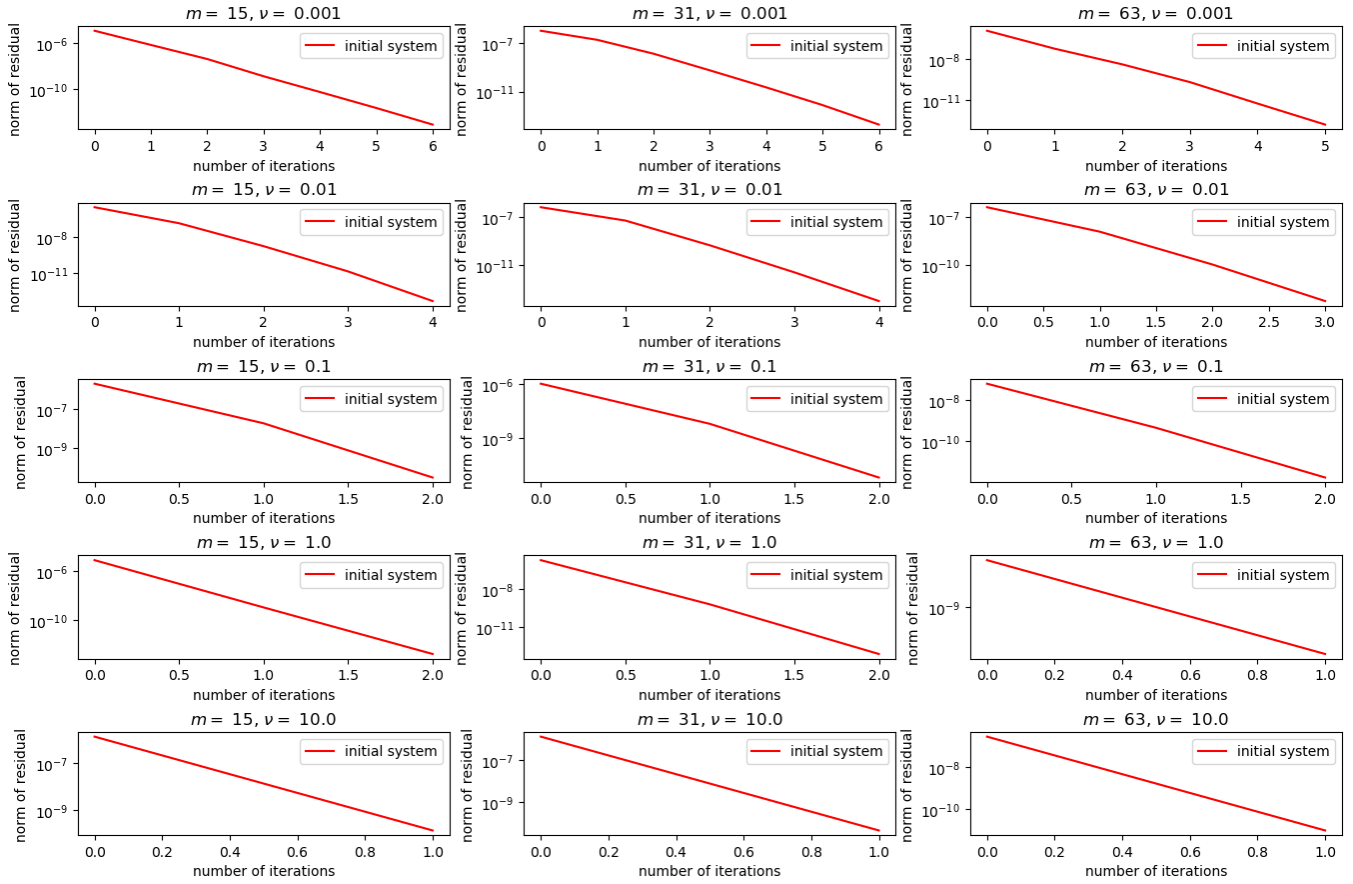 m = 15, ν = 0.001
norm of residual
10⁻⁶
10⁻¹⁰
initial system
0 1 2 3 4 5 6
number of iterations
m = 31, ν = 0.001
norm of residual
10⁻⁷
10⁻¹¹
initial system
0 1 2 3 4 5 6
number of iterations
m = 63, ν = 0.001
norm of residual
10⁻⁸
10⁻¹¹
initial system
0 1 2 3 4 5
number of iterations
m = 15, ν = 0.01
norm of residual
10⁻⁸
10⁻¹¹
initial system
0 1 2 3 4
number of iterations
m = 31, ν = 0.01
norm of residual
10⁻⁷
10⁻¹¹
initial system
0 1 2 3 4
number of iterations
m = 63, ν = 0.01
norm of residual
10⁻⁷
10⁻¹⁰
initial system
0.0 0.5 1.0 1.5 2.0 2.5 3.0
number of iterations
m = 15, ν = 0.1
norm of residual
10⁻⁷
10⁻⁹
initial system
0.0 0.5 1.0 1.5 2.0
number of iterations
m = 31, ν = 0.1
norm of residual
10⁻⁶
10⁻⁹
initial system
0.0 0.5 1.0 1.5 2.0
number of iterations
m = 63, ν = 0.1
norm of residual
10⁻⁸
10⁻¹⁰
initial system
0.0 0.5 1.0 1.5 2.0
number of iterations
m = 15, ν = 1.0
norm of residual
10⁻⁶
10⁻¹⁰
initial system
0.0 0.5 1.0 1.5 2.0
number of iterations
m = 31, ν = 1.0
norm of residual
10⁻⁸
10⁻¹¹
initial system
0.0 0.5 1.0 1.5 2.0
number of iterations
m = 63, ν = 1.0
norm of residual
10⁻⁹
initial system
0.0 0.2 0.4 0.6 0.8 1.0
number of iterations
m = 15, ν = 10.0
norm of residual
10⁻⁷
10⁻⁹
initial system
0.0 0.2 0.4 0.6 0.8 1.0
number of iterations
m = 31, ν = 10.0
norm of residual
10⁻⁷
10⁻⁹
initial system
0.0 0.2 0.4 0.6 0.8 1.0
number of iterations
m = 63, ν = 10.0
norm of residual
10⁻⁸
10⁻¹⁰
initial system
0.0 0.2 0.4 0.6 0.8 1.0
number of iterations